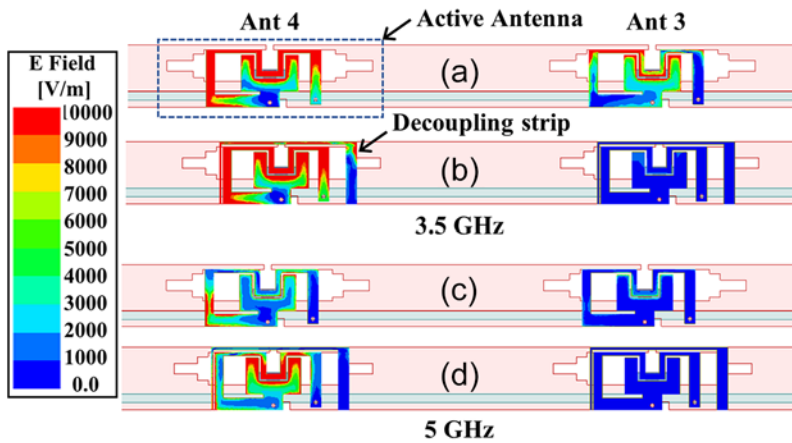 Ant 4
Active Antenna
Ant 3
E Field
[V/m]
10000
9000
8000
7000
6000
5000
4000
3000
2000
1000
0.0
(a)
Decoupling strip
(b)
3.5 GHz
(c)
(d)
5 GHz